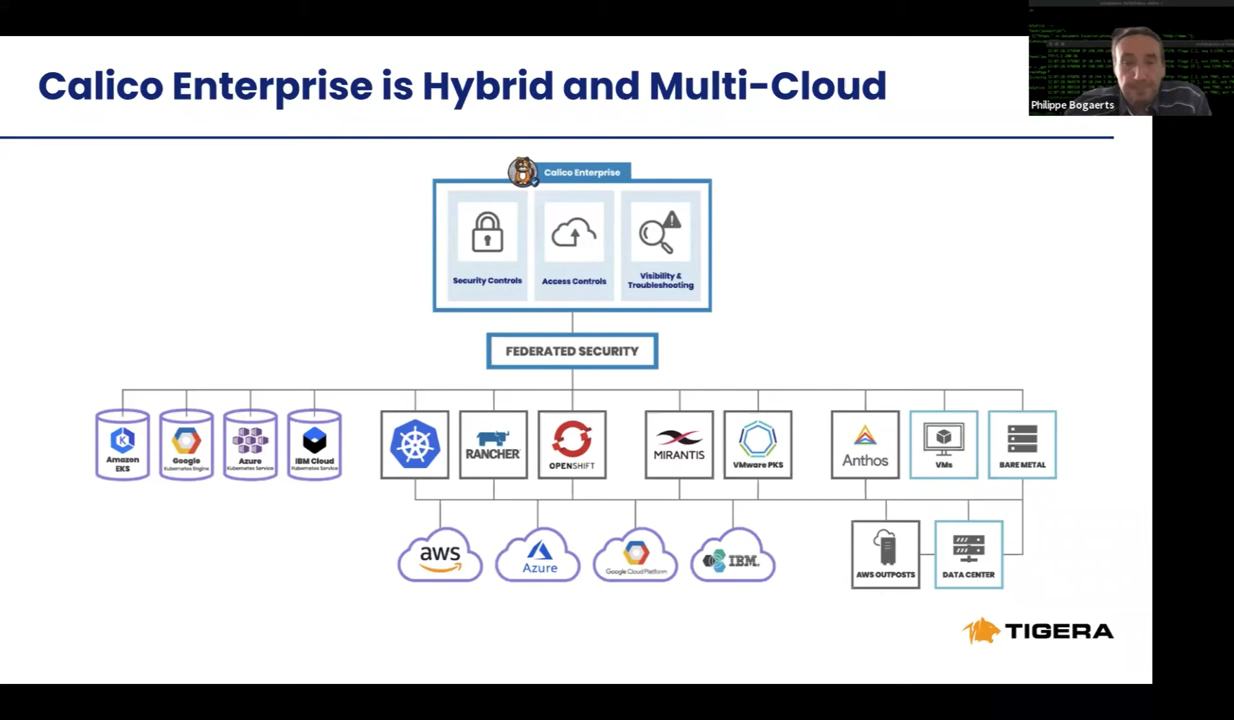 Calico Enterprise is Hybrid and Multi-Cloud
Philippe Bogaerts
Calico Enterprise
Security Controls
Access Controls
Visibility &
Troubleshooting
FEDERATED SECURITY
Amazon
EKS
Google
Kubernetes Engine
Azure
Kubernetes Service
IBM Cloud
Kubernetes Service
RANCHER
OPENSHIFT
MIRANTIS
VMware PKS
Anthos
VMs
BARE METAL
aws
Azure
Google Cloud Platform
IBM
AWS OUTPOSTS
DATA CENTER
TIGERA